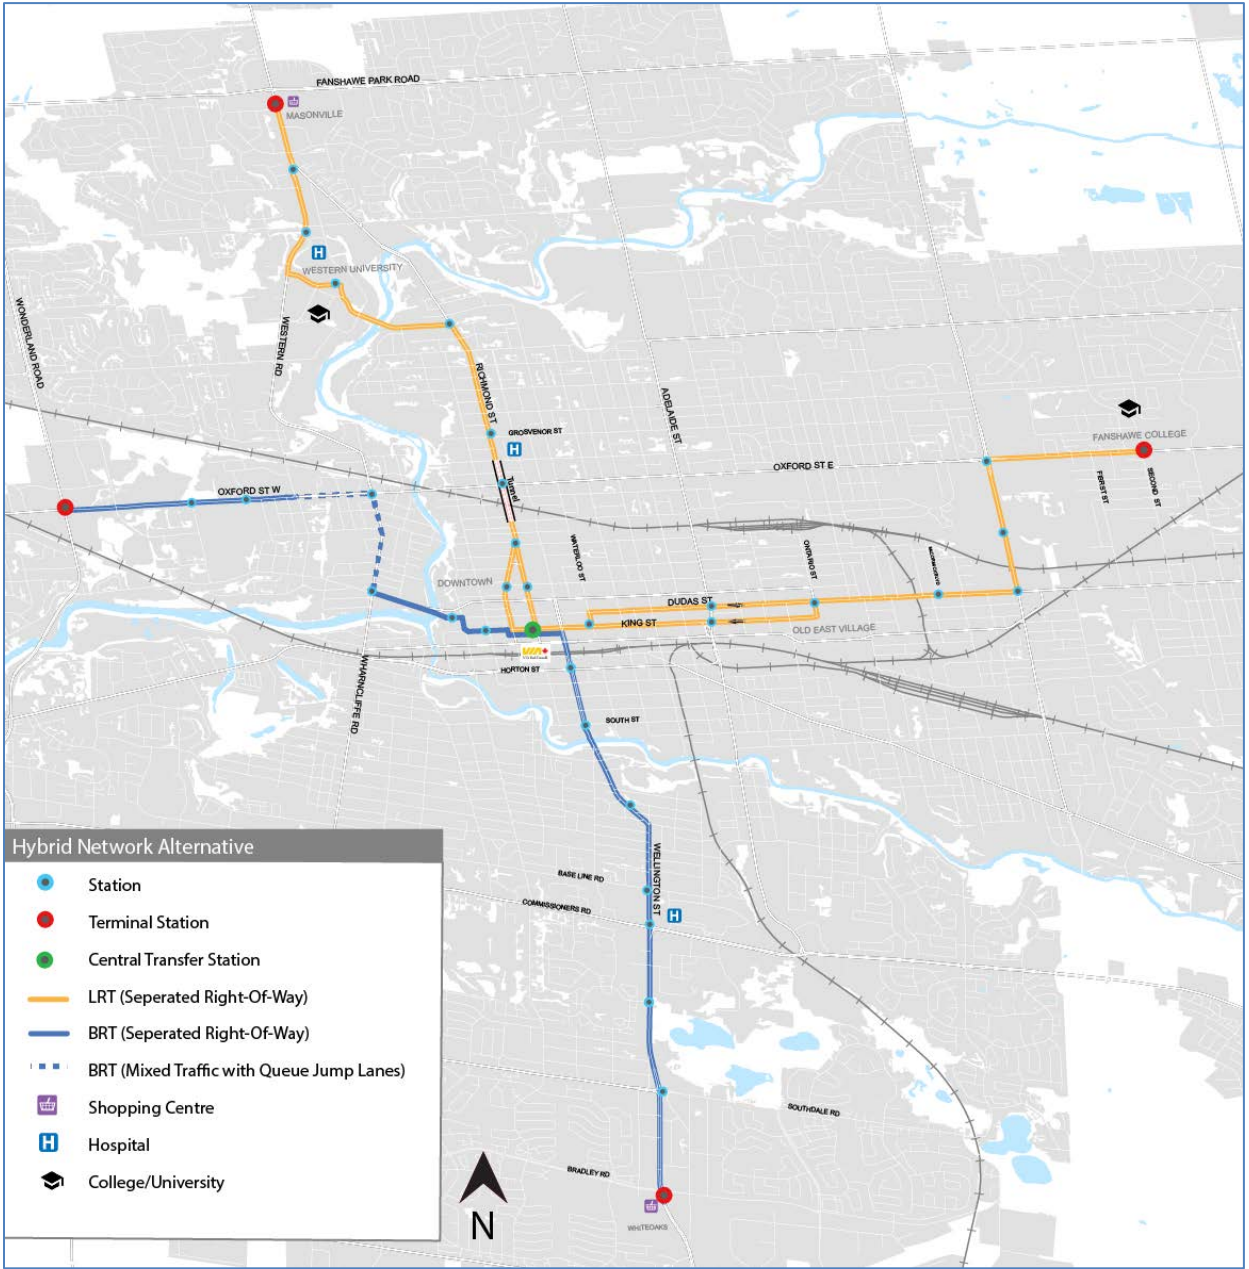 FANSHAWE PARK ROAD
MASONVILLE
H
WESTERN UNIVERSITY
WONDERLAND ROAD
WESTERN RD
RICHMOND ST
ADELAIDE ST
GROSVENOR ST
H
FANSHAWE COLLEGE
OXFORD ST E
SECOND ST
OXFORD ST W
Tunnel
WATERLOO ST
ONTARIO ST
DOWNTOWN
DUDAS ST
KING ST
OLD EAST VILLAGE
VIA
HORTON ST
WHARNCLIFFE RD
SOUTH ST
WELLINGTON ST
BASE LINE RD
COMMISSIONERS RD
H
SOUTHDALE RD
BRADLEY RD
WHITEOAKS
Hybrid Network Alternative
Station
Terminal Station
Central Transfer Station
LRT (Seperated Right-Of-Way)
BRT (Seperated Right-Of-Way)
BRT (Mixed Traffic with Queue Jump Lanes)
Shopping Centre
H Hospital
College/University
N